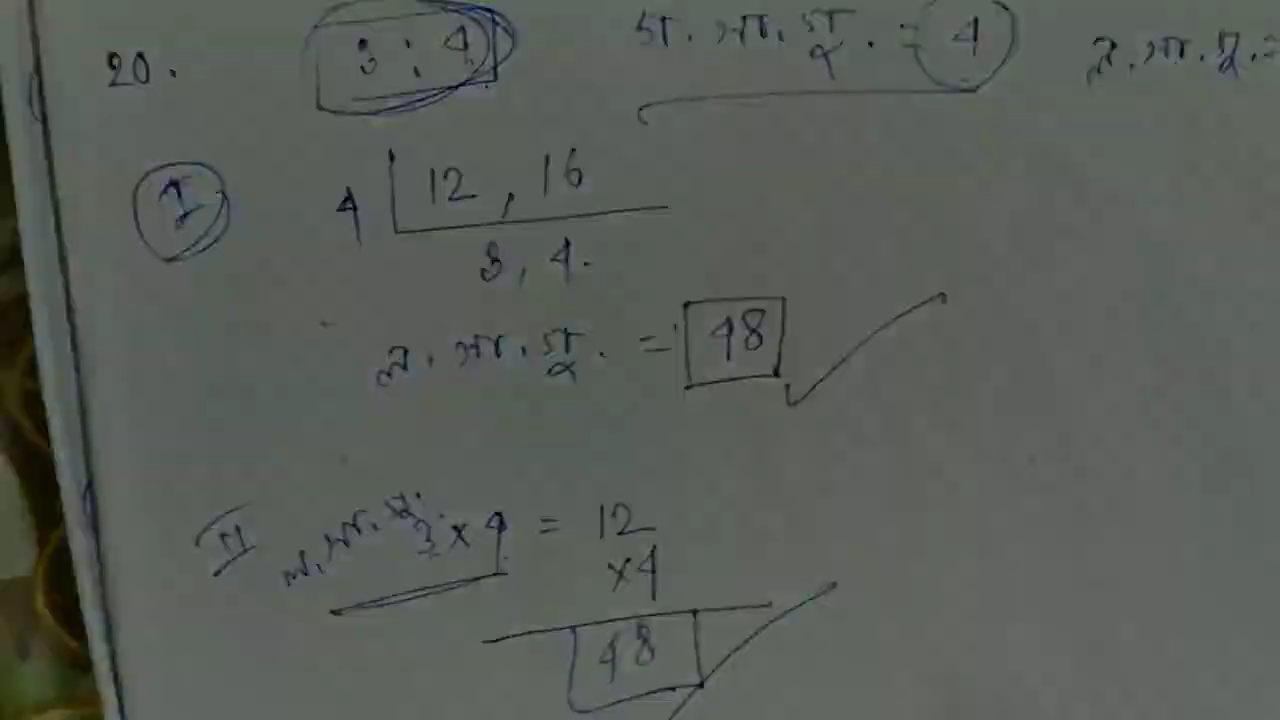 20. 3 : 4 গ. সা. গু. = 4 ল. সা. গু. =
I 4 | 12 , 16
3 , 4.
ল. সা. গু. = 48
II ল. সা. গু. 3 x 4 = 12
x 4
48